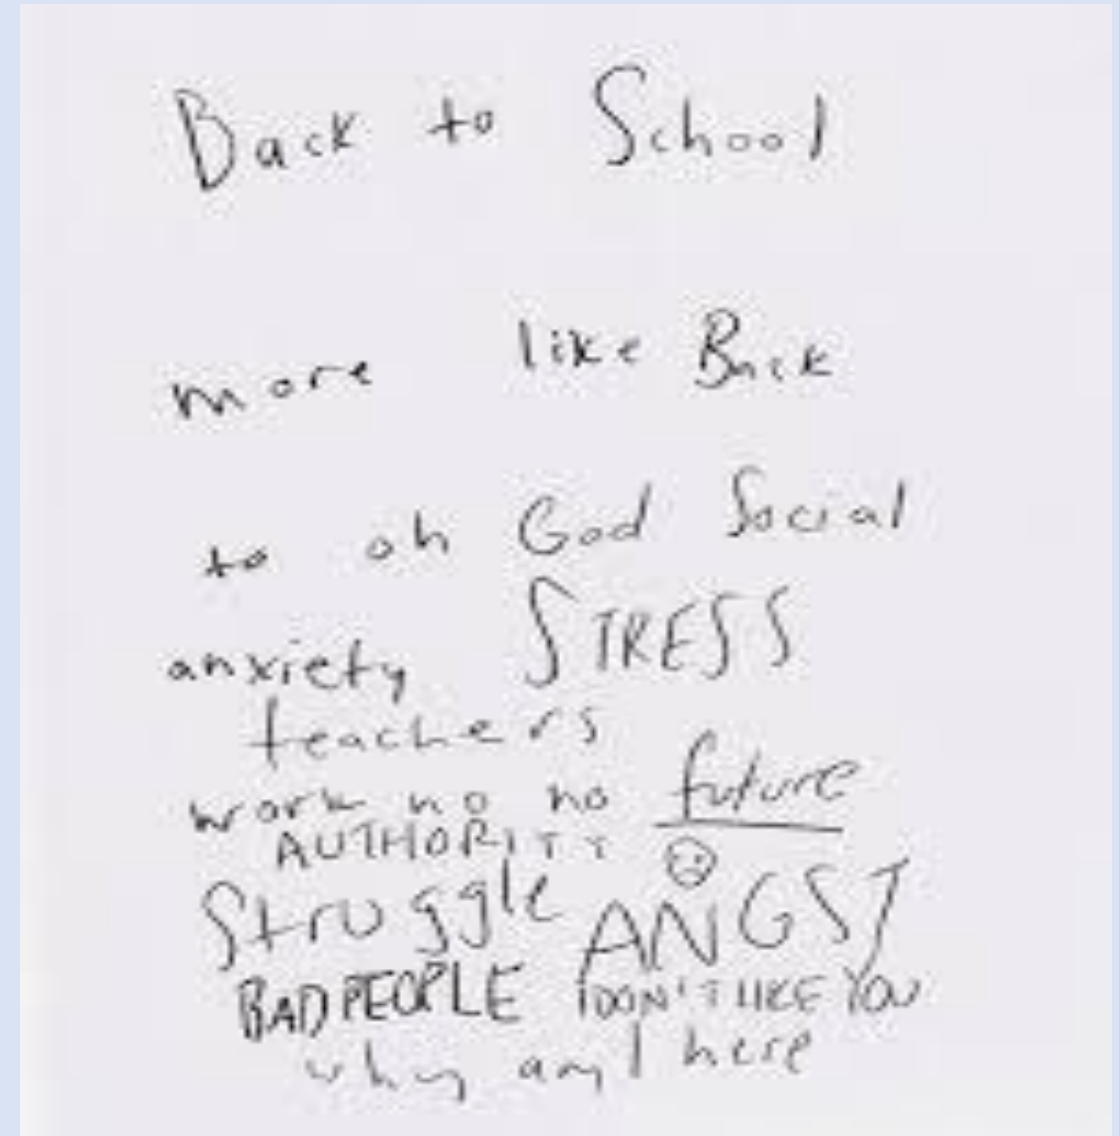 Back to School
more like Back
to oh God Social
anxiety STRESS
teachers
work no no future
AUTHORITY
Struggle ANGST
BAD PEOPLE I DON'T LIKE YOU
why am I here